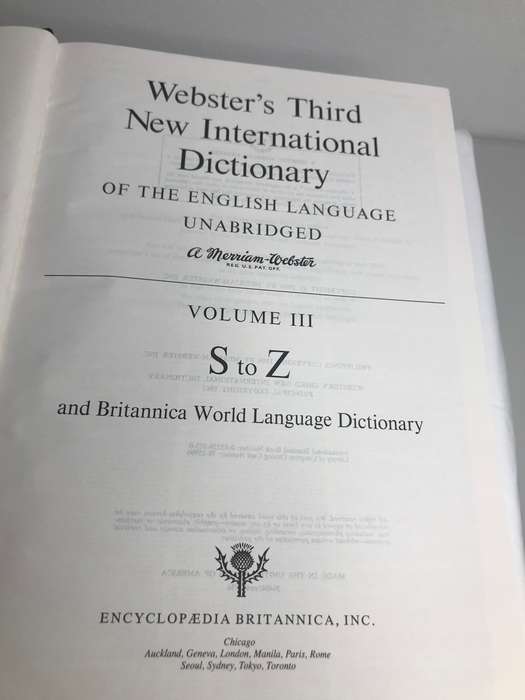 Webster's Third
New International
Dictionary
OF THE ENGLISH LANGUAGE
UNABRIDGED
a Merriam-Webster
REG. U.S. PAT. OFF.
VOLUME III
S to Z
and Britannica World Language Dictionary
ENCYCLOPÆDIA BRITANNICA, INC.
Chicago
Auckland, Geneva, London, Manila, Paris, Rome
Seoul, Sydney, Tokyo, Toronto